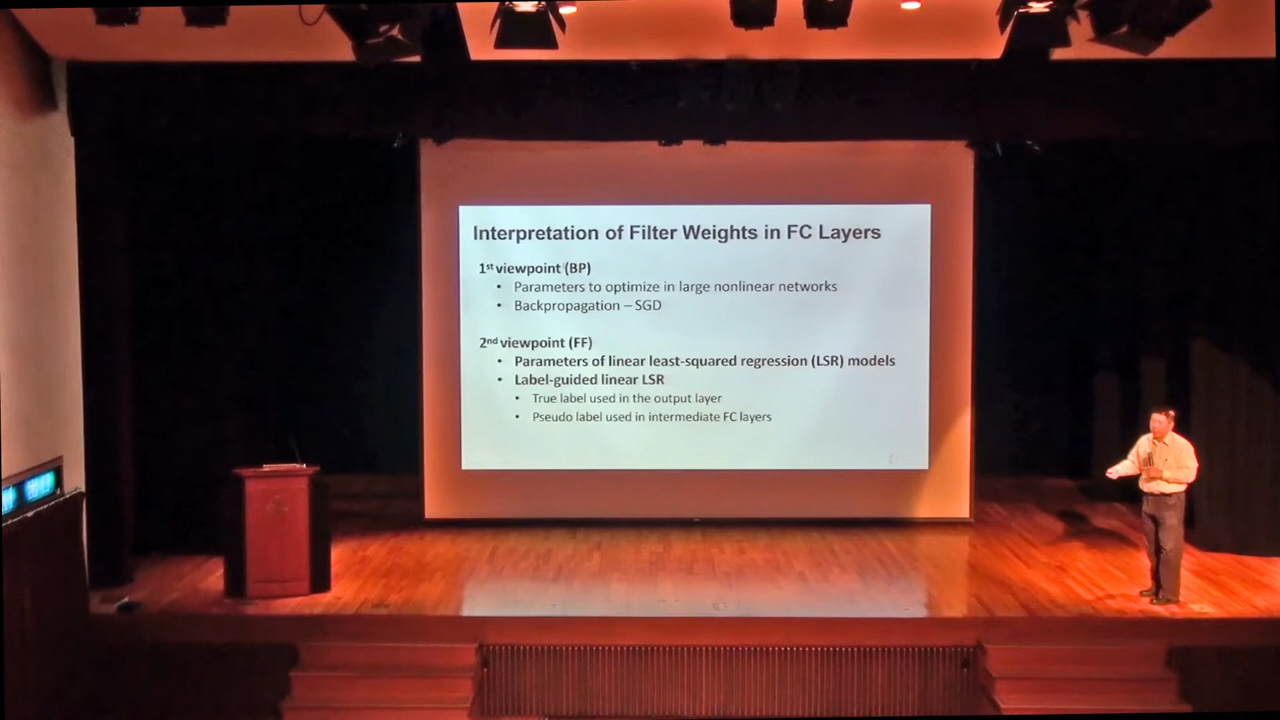 Interpretation of Filter Weights in FC Layers
1st viewpoint (BP)
• Parameters to optimize in large nonlinear networks
• Backpropagation – SGD
2nd viewpoint (FF)
• Parameters of linear least-squared regression (LSR) models
• Label-guided linear LSR
• True label used in the output layer
• Pseudo label used in intermediate FC layers